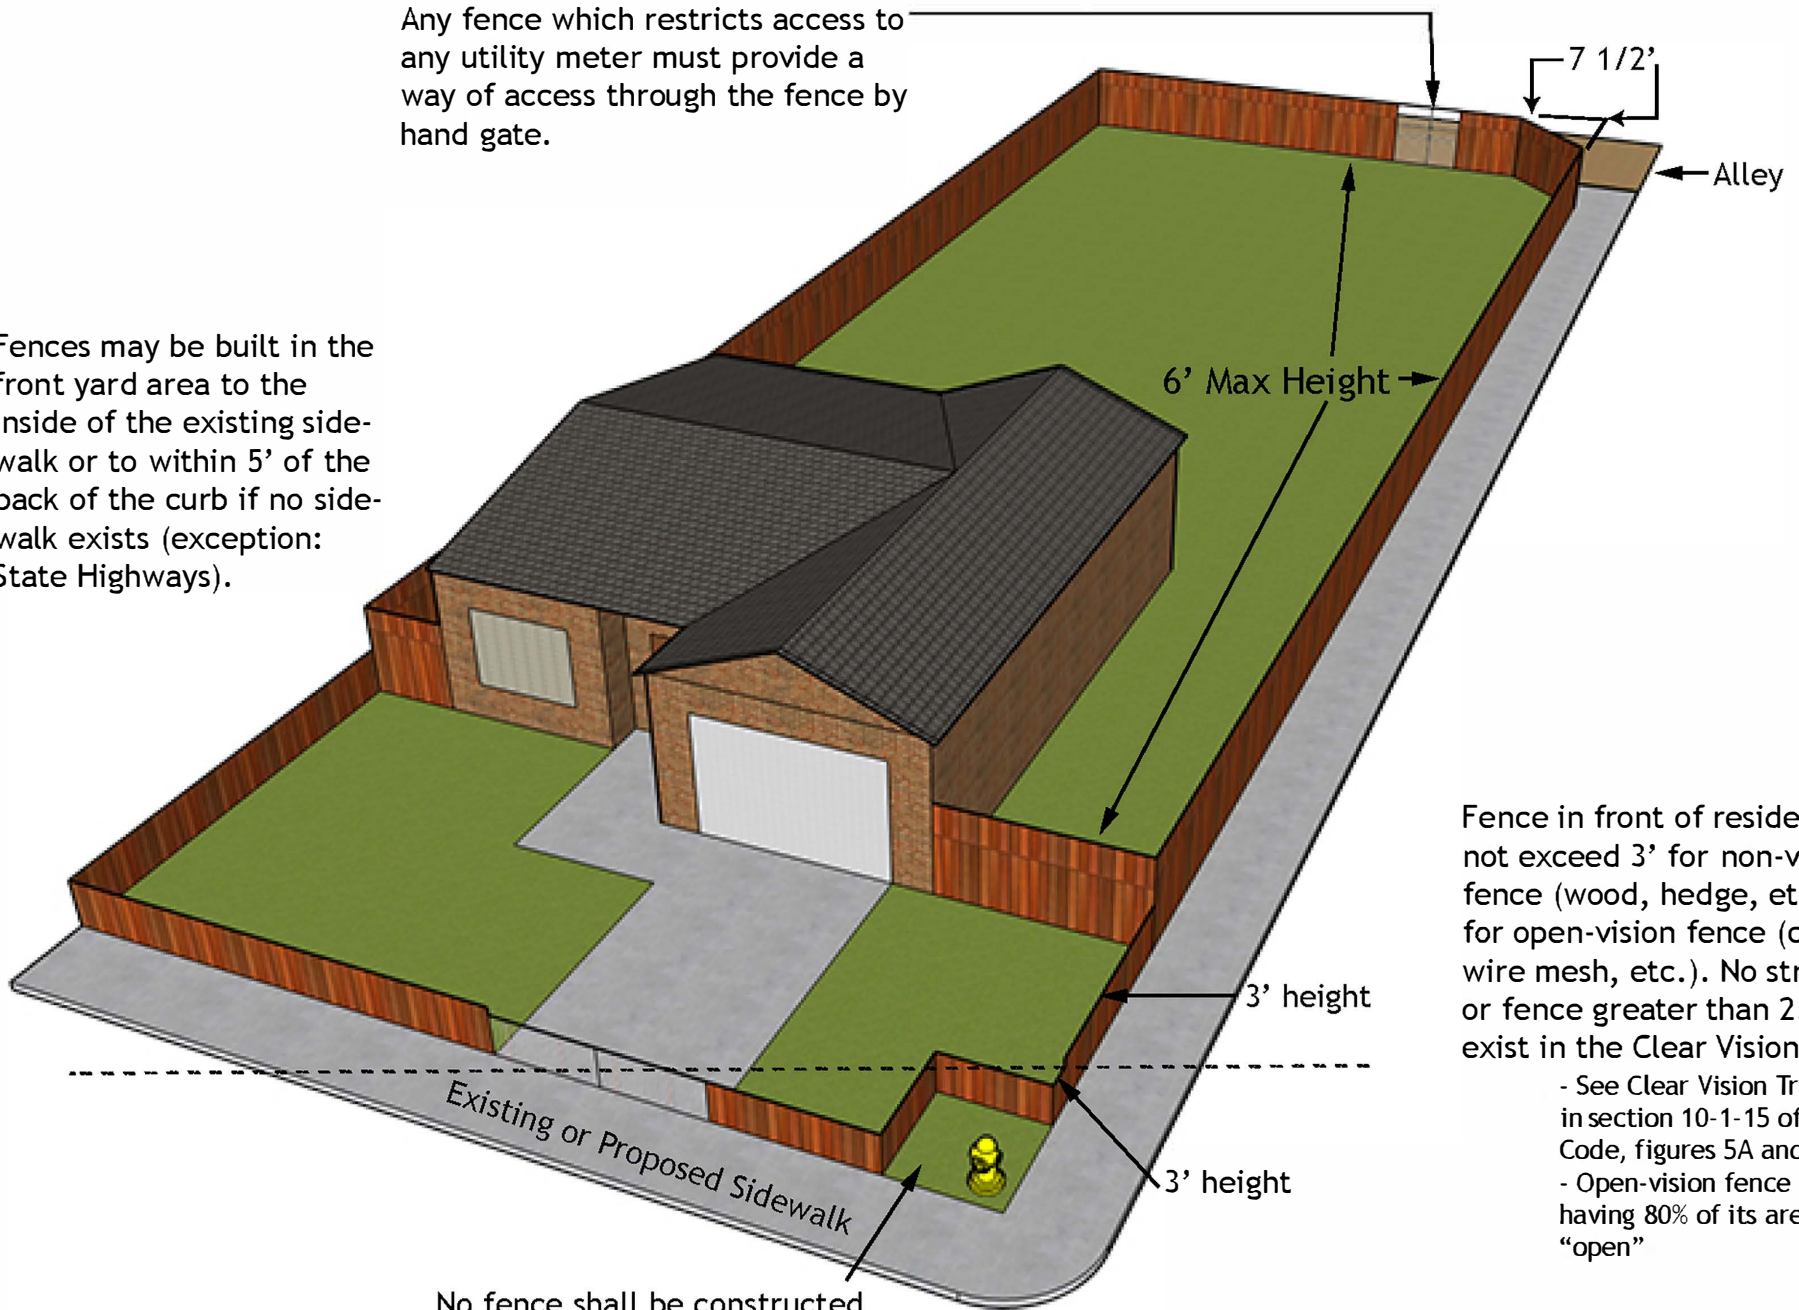 Any fence which restricts access to
any utility meter must provide a
way of access through the fence by
hand gate.
7 1/2’
Alley
Fences may be built in the
front yard area to the
inside of the existing side-
walk or to within 5’ of the
back of the curb if no side-
walk exists (exception:
State Highways).
6’ Max Height
Fence in front of reside
not exceed 3’ for non-v
fence (wood, hedge, et
for open-vision fence (c
wire mesh, etc.). No str
or fence greater than 2.
exist in the Clear Vision
- See Clear Vision Tr
in section 10-1-15 of
Code, figures 5A and
- Open-vision fence
having 80% of its are
“open”
3’ height
3’ height
Existing or Proposed Sidewalk
No fence shall be constructed